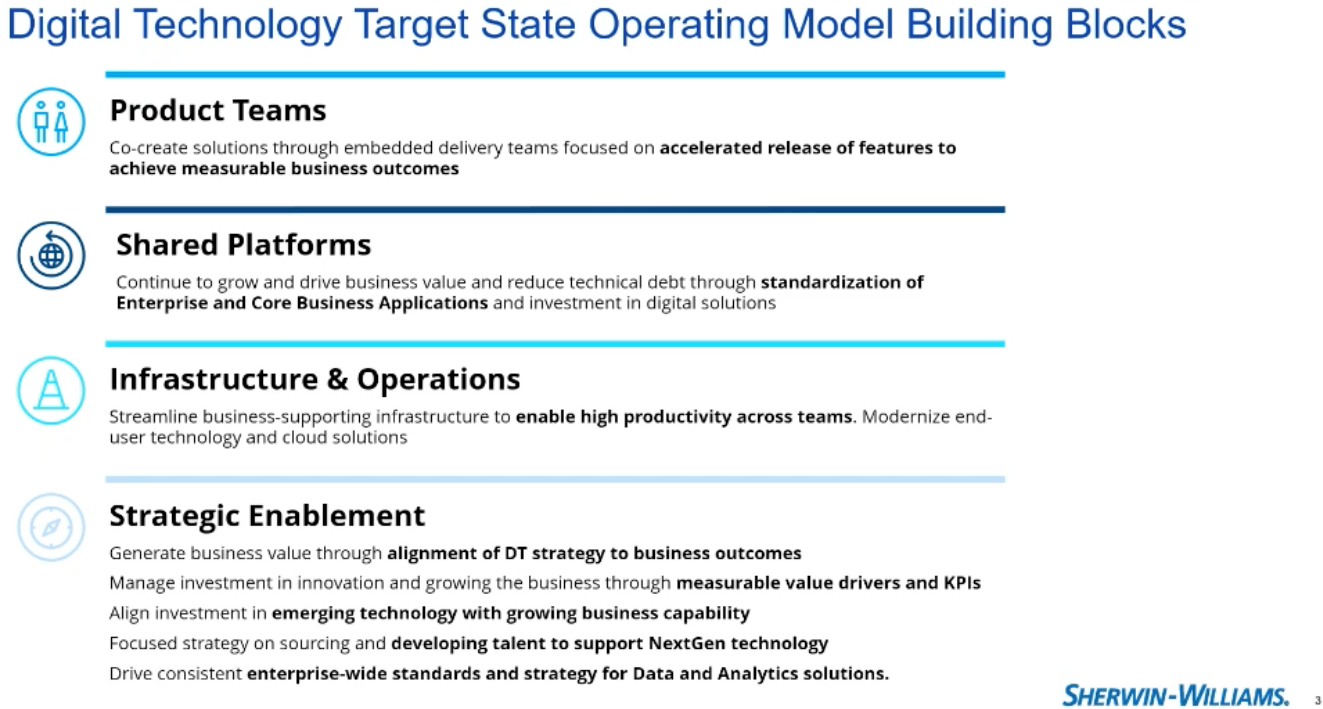 Digital Technology Target State Operating Model Building Blocks
Product Teams
Co-create solutions through embedded delivery teams focused on accelerated release of features to
achieve measurable business outcomes
Shared Platforms
Continue to grow and drive business value and reduce technical debt through standardization of
Enterprise and Core Business Applications and investment in digital solutions
Infrastructure & Operations
Streamline business-supporting infrastructure to enable high productivity across teams. Modernize end-
user technology and cloud solutions
Strategic Enablement
Generate business value through alignment of DT strategy to business outcomes
Manage investment in innovation and growing the business through measurable value drivers and KPIs
Align investment in emerging technology with growing business capability
Focused strategy on sourcing and developing talent to support NextGen technology
Drive consistent enterprise-wide standards and strategy for Data and Analytics solutions.
SHERWIN-WILLIAMS. 3